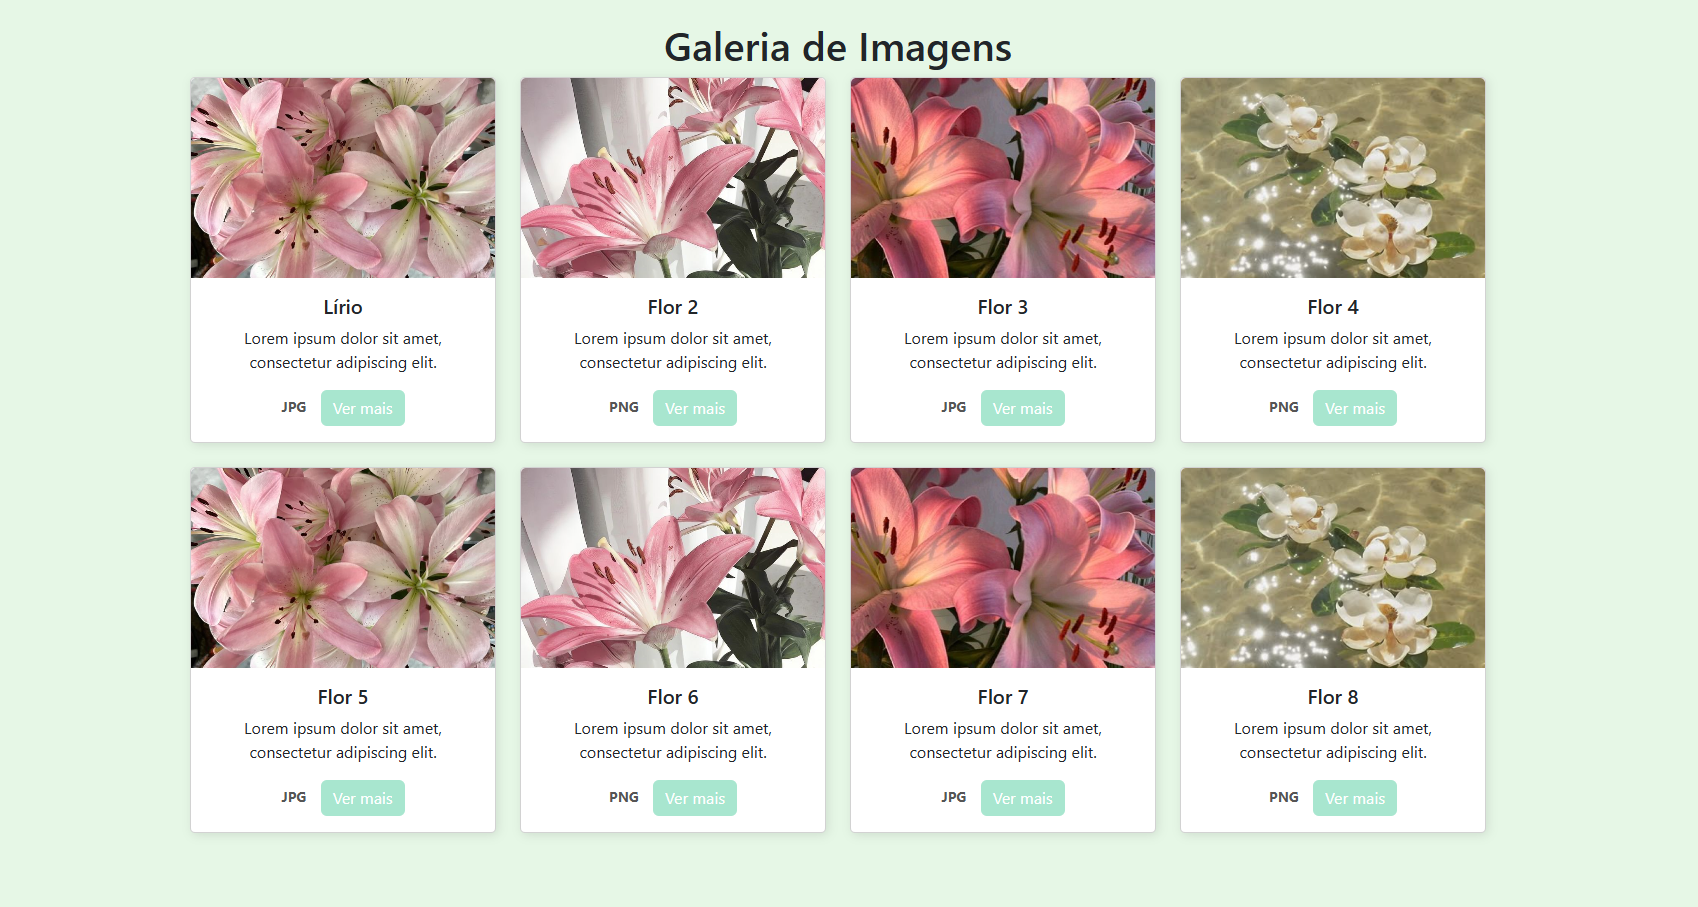 Galeria de Imagens
Lírio
Lorem ipsum dolor sit amet,
consectetur adipiscing elit.
JPG Ver mais
Flor 2
Lorem ipsum dolor sit amet,
consectetur adipiscing elit.
PNG Ver mais
Flor 3
Lorem ipsum dolor sit amet,
consectetur adipiscing elit.
JPG Ver mais
Flor 4
Lorem ipsum dolor sit amet,
consectetur adipiscing elit.
PNG Ver mais
Flor 5
Lorem ipsum dolor sit amet,
consectetur adipiscing elit.
JPG Ver mais
Flor 6
Lorem ipsum dolor sit amet,
consectetur adipiscing elit.
PNG Ver mais
Flor 7
Lorem ipsum dolor sit amet,
consectetur adipiscing elit.
JPG Ver mais
Flor 8
Lorem ipsum dolor sit amet,
consectetur adipiscing elit.
PNG Ver mais